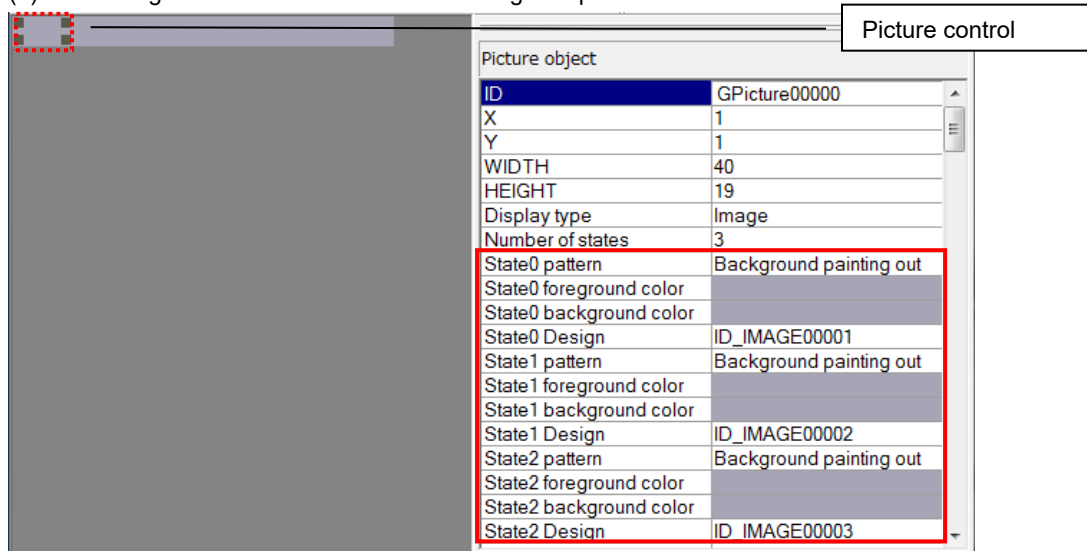 Picture control
Picture object
ID GPicture00000
X 1
Y 1
WIDTH 40
HEIGHT 19
Display type Image
Number of states 3
State0 pattern Background painting out
State0 foreground color
State0 background color
State0 Design ID_IMAGE00001
State1 pattern Background painting out
State1 foreground color
State1 background color
State1 Design ID_IMAGE00002
State2 pattern Background painting out
State2 foreground color
State2 background color
State2 Design ID_IMAGE00003